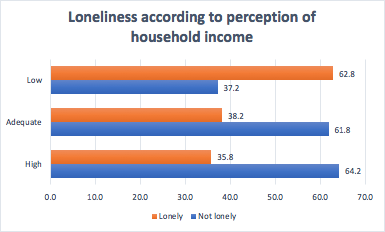 Loneliness according to perception of
household income
Low
62.8
37.2
Adequate
38.2
61.8
High
35.8
64.2
0.0 10.0 20.0 30.0 40.0 50.0 60.0 70.0
Lonely Not lonely